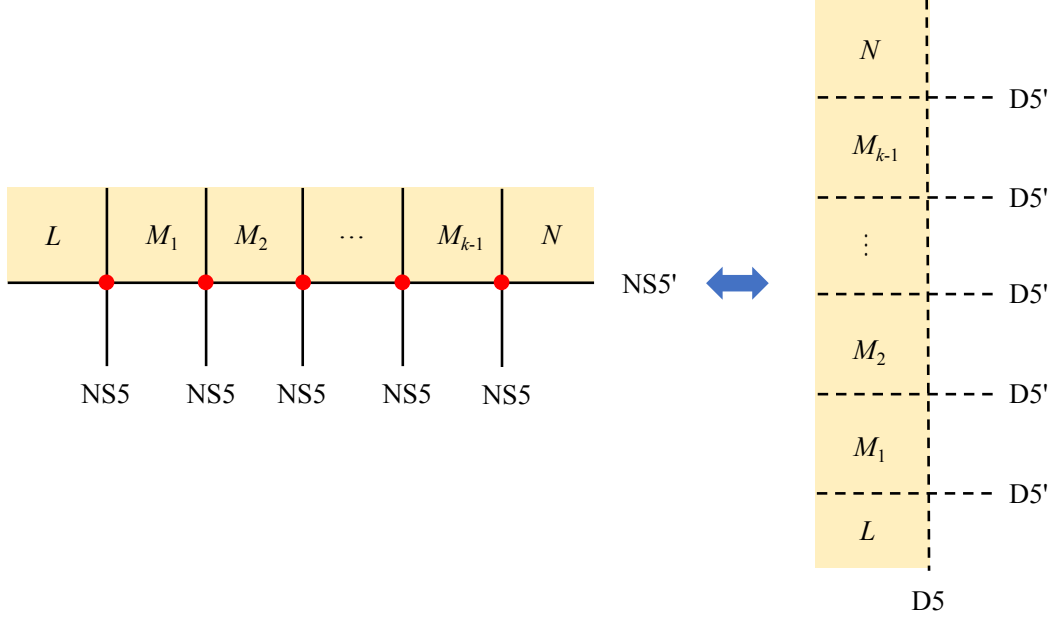 L M₁ M₂ ⋯ Mₖ₋₁ N
NS5'
NS5 NS5 NS5 NS5 NS5
N
D5'
Mₖ₋₁
D5'
⋮
D5'
M₂
D5'
M₁
D5'
L
D5